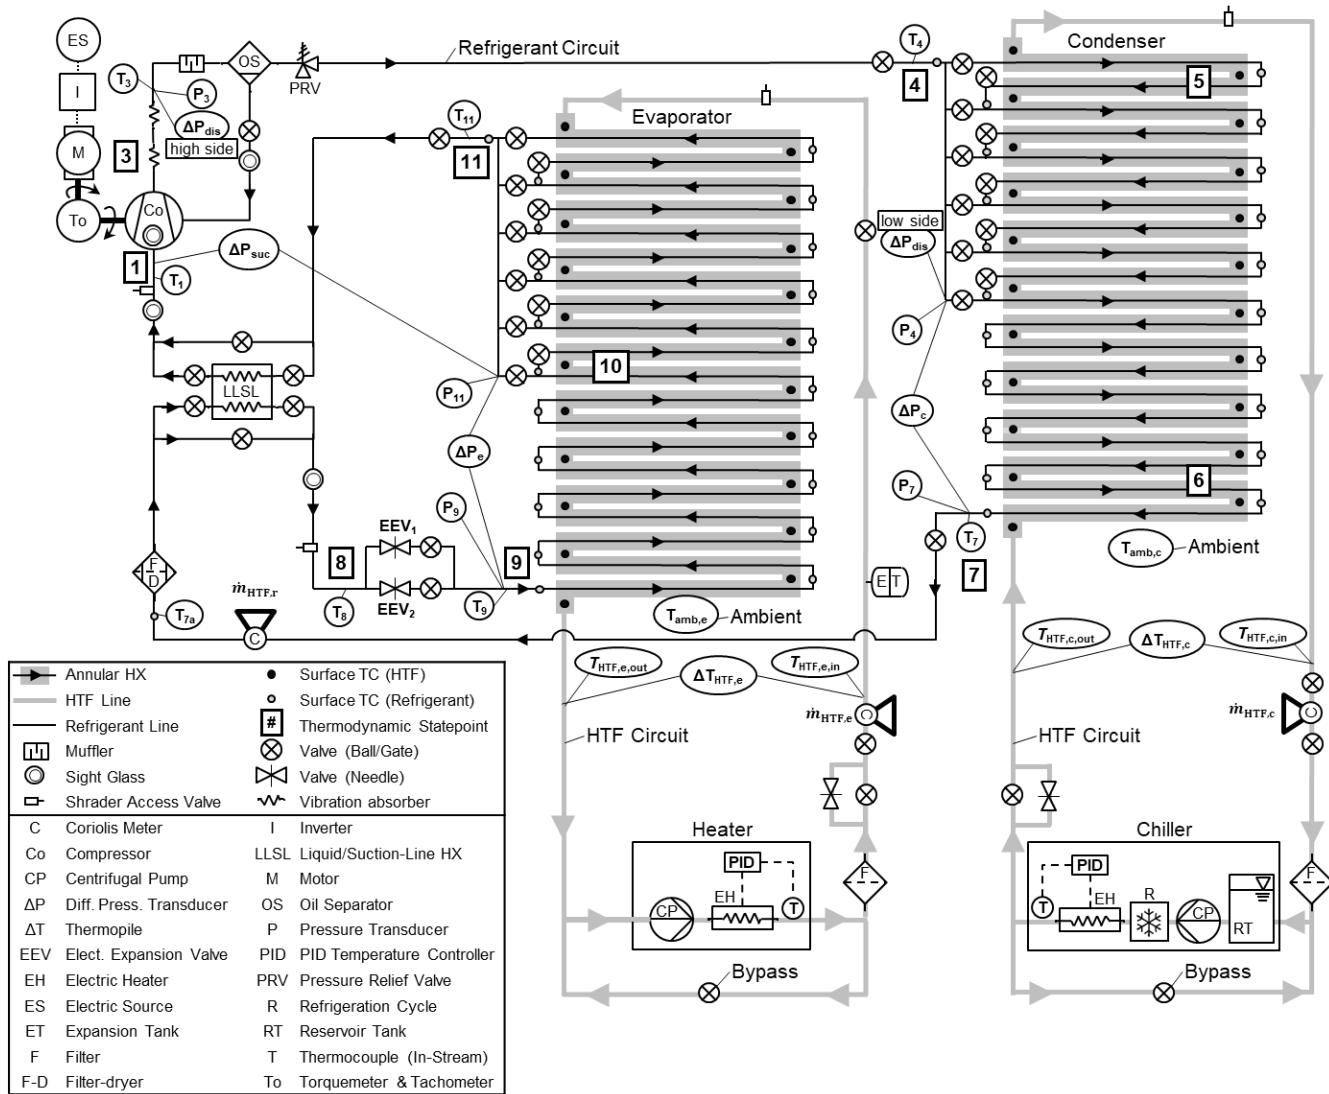 ES
I
M
To
Co
OS
PRV
Refrigerant Circuit
T3
P3
ΔPdis
high side
3
1
ΔPsuc
T1
LLSL
F
D
T7a
ṁHTF,r
C
8
T8
EEV1
EEV2
9
T9
P9
ΔPe
P11
T11
11
Evaporator
10
Tamb,e
Ambient
E T
T4
4
Condenser
5
low side
ΔPdis
P4
ΔPc
P7
T7
7
6
Tamb,c
Ambient
THTF,e,out
ΔTHTF,e
THTF,e,in
THTF,c,out
ΔTHTF,c
THTF,c,in
ṁHTF,e
C
ṁHTF,c
C
HTF Circuit
HTF Circuit
Heater
CP
EH
PID
T
F
Bypass
Chiller
T
PID
EH
R
CP
RT
F
Bypass
Annular HX
HTF Line
Refrigerant Line
Muffler
Sight Glass
Shrader Access Valve
Surface TC (HTF)
Surface TC (Refrigerant)
# Thermodynamic Statepoint
Valve (Ball/Gate)
Valve (Needle)
Vibration absorber
C Coriolis Meter
Co Compressor
CP Centrifugal Pump
ΔP Diff. Press. Transducer
ΔT Thermopile
EEV Elect. Expansion Valve
EH Electric Heater
ES Electric Source
ET Expansion Tank
F Filter
F-D Filter-dryer
I Inverter
LLSL Liquid/Suction-Line HX
M Motor
OS Oil Separator
P Pressure Transducer
PID PID Temperature Controller
PRV Pressure Relief Valve
R Refrigeration Cycle
RT Reservoir Tank
T Thermocouple (In-Stream)
To Torquemeter & Tachometer